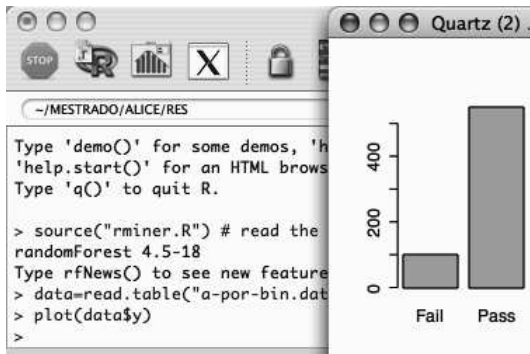 Quartz (2)
STOP
R
X
~/MESTRADO/ALICE/RES
Type 'demo()' for some demos, 'h
'help.start()' for an HTML brows
Type 'q()' to quit R.
> source("rminer.R") # read the
randomForest 4.5-18
Type rfNews() to see new feature
> data=read.table("a-por-bin.dat
> plot(data$y)
>
400
200
0
Fail Pass